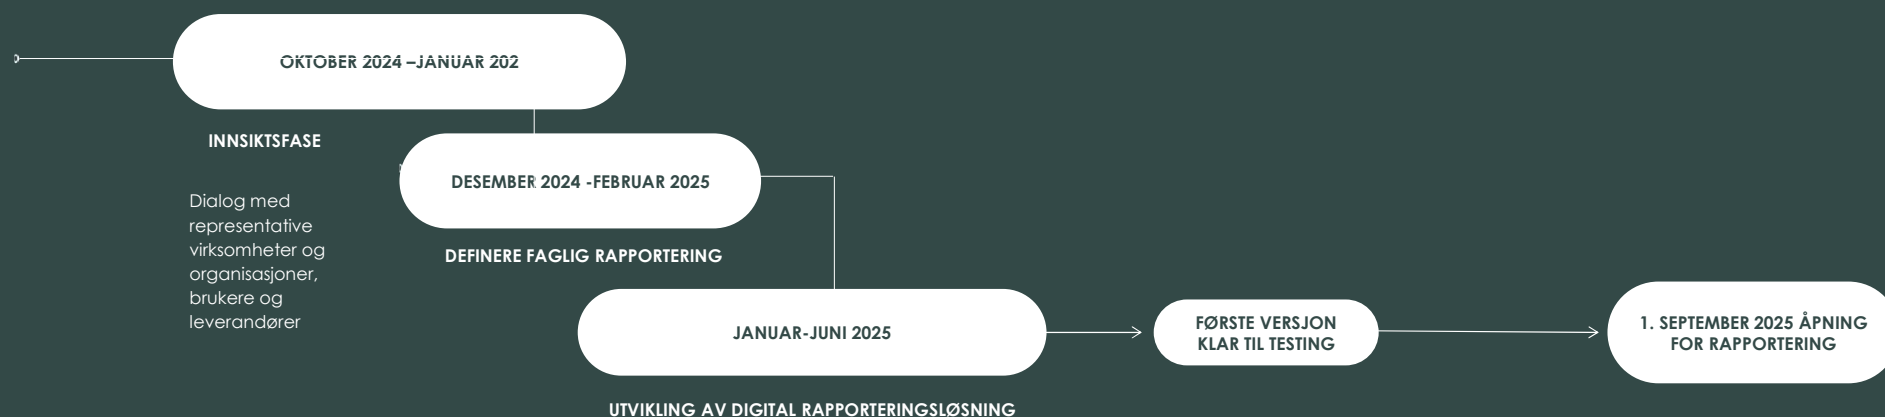 OKTOBER 2024 –JANUAR 202
INNSIKTSFASE
Dialog med
representative
virksomheter og
organisasjoner,
brukere og
leverandører
DESEMBER 2024 -FEBRUAR 2025
DEFINERE FAGLIG RAPPORTERING
JANUAR-JUNI 2025
UTVIKLING AV DIGITAL RAPPORTERINGSLØSNING
FØRSTE VERSJON
KLAR TIL TESTING
1. SEPTEMBER 2025 ÅPNING
FOR RAPPORTERING